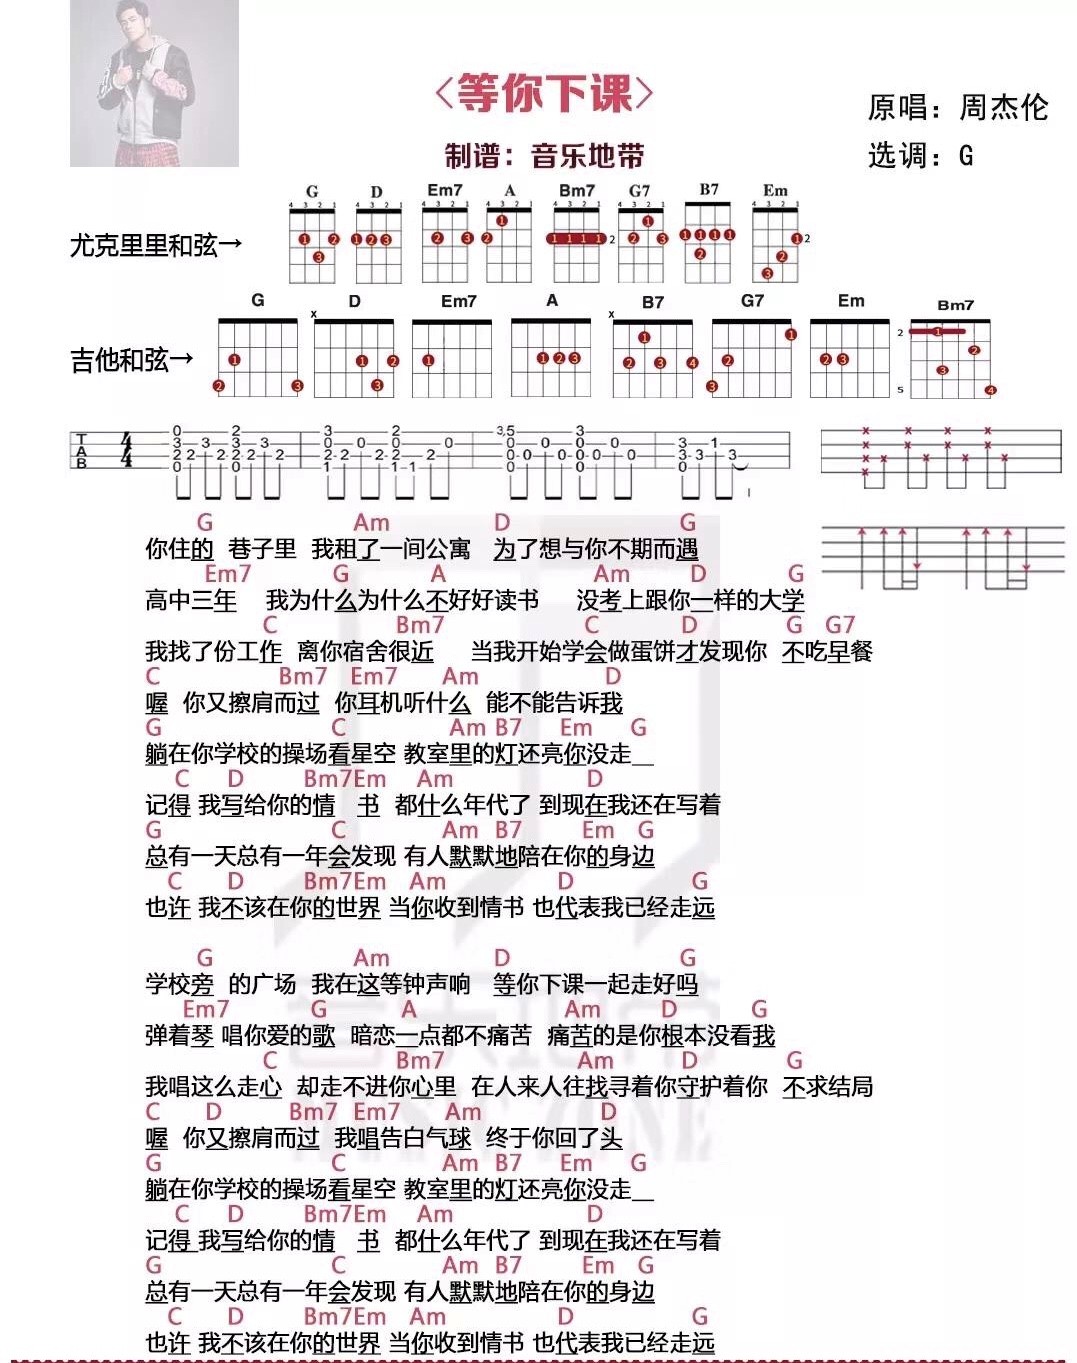 <等你下课>
原唱：周杰伦
制谱：音乐地带
选调：G
G D Em7 A Bm7 G7 B7 Em
尤克里里和弦→
G D Em7 A B7 G7 Em Bm7
吉他和弦→
G Am D G
你住的 巷子里 我租了一间公寓 为了想与你不期而遇
Em7 G A Am D G
高中三年 我为什么为什么不好好读书 没考上跟你一样的大学
C Bm7 C D G G7
我找了份工作 离你宿舍很近 当我开始学会做蛋饼才发现你 不吃早餐
C Bm7 Em7 Am D
喔 你又擦肩而过 你耳机听什么 能不能告诉我
G C Am B7 Em G
躺在你学校的操场看星空 教室里的灯还亮你没走__
C D Bm7Em Am D
记得 我写给你的情 书 都什么年代了 到现在我还在写着
G C Am B7 Em G
总有一天总有一年会发现 有人默默地陪在你的身边
C D Bm7Em Am D G
也许 我不该在你的世界 当你收到情书 也代表我已经走远
G Am D G
学校旁 的广场 我在这等钟声响 等你下课一起走好吗
Em7 G A Am D G
弹着琴 唱你爱的歌 暗恋一点都不痛苦 痛苦的是你根本没看我
C Bm7 Am D G
我唱这么走心 却走不进你心里 在人来人往找寻着你守护着你 不求结局
C D Bm7 Em7 Am D
喔 你又擦肩而过 我唱告白气球 终于你回了头
G C Am B7 Em G
躺在你学校的操场看星空 教室里的灯还亮你没走__
C D Bm7Em Am D
记得 我写给你的情 书 都什么年代了 到现在我还在写着
G C Am B7 Em G
总有一天总有一年会发现 有人默默地陪在你的身边
C D Bm7Em Am D G
也许 我不该在你的世界 当你收到情书 也代表我已经走远